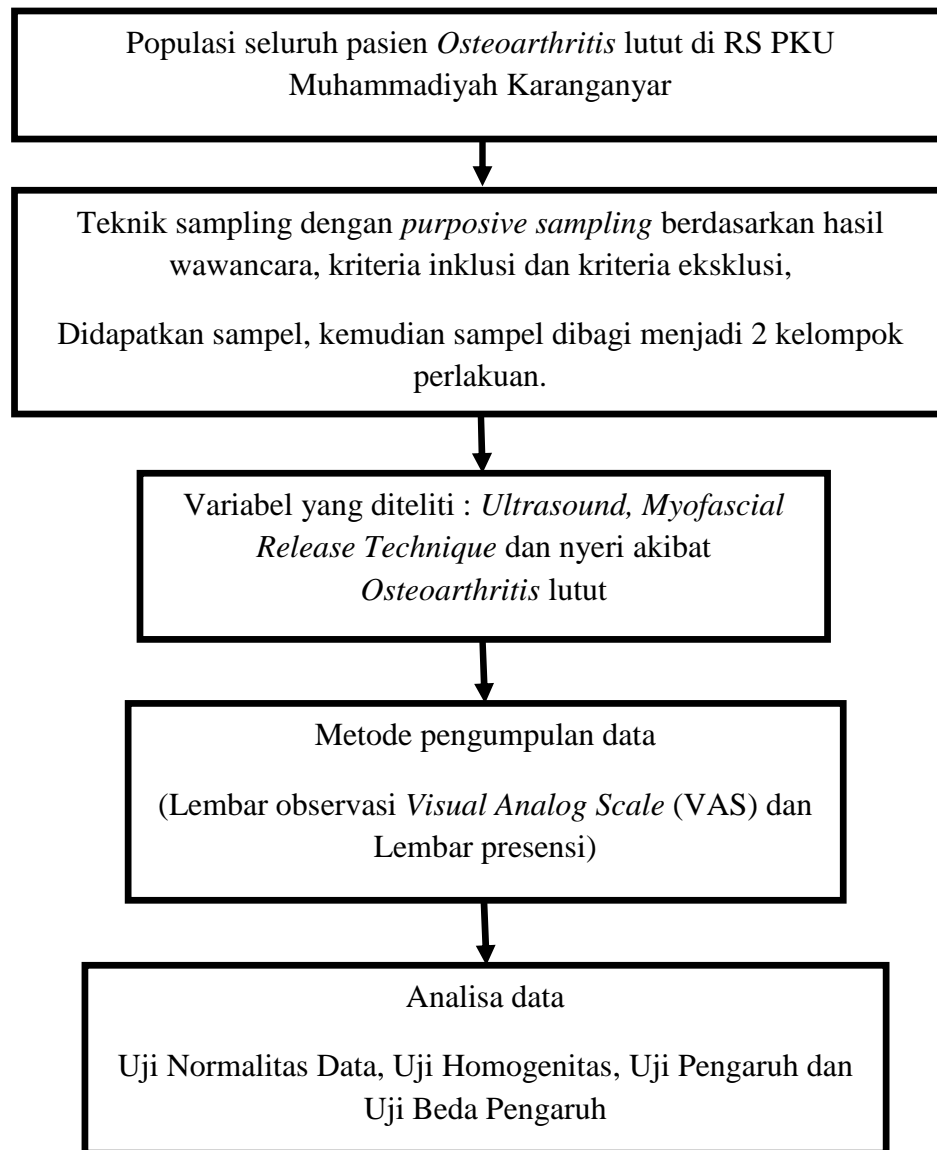 Populasi seluruh pasien Osteoarthritis lutut di RS PKU
Muhammadiyah Karanganyar
Teknik sampling dengan purposive sampling berdasarkan hasil
wawancara, kriteria inklusi dan kriteria eksklusi,
Didapatkan sampel, kemudian sampel dibagi menjadi 2 kelompok
perlakuan.
Variabel yang diteliti : Ultrasound, Myofascial
Release Technique dan nyeri akibat
Osteoarthritis lutut
Metode pengumpulan data
(Lembar observasi Visual Analog Scale (VAS) dan
Lembar presensi)
Analisa data
Uji Normalitas Data, Uji Homogenitas, Uji Pengaruh dan
Uji Beda Pengaruh